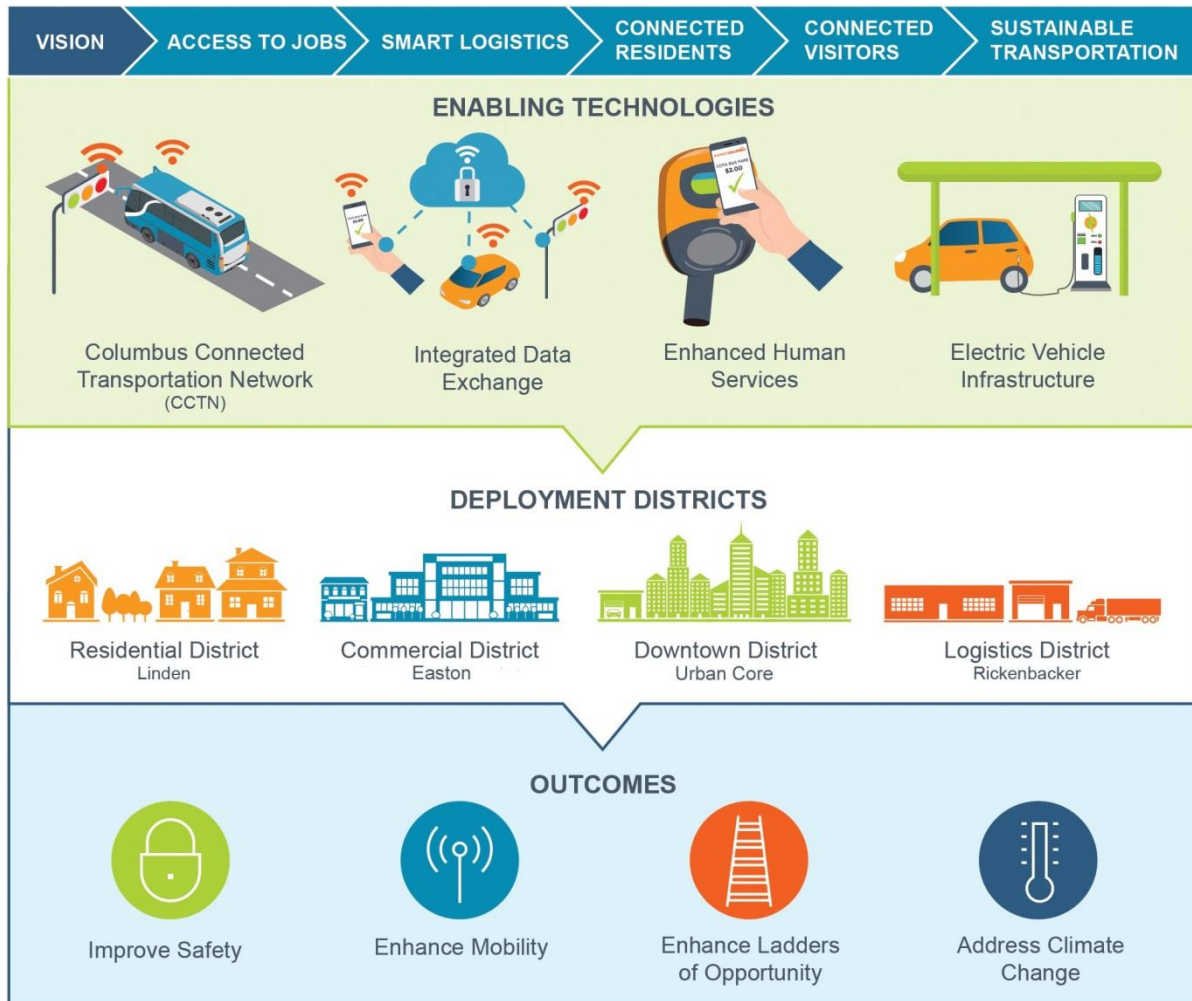 VISION
ACCESS TO JOBS
SMART LOGISTICS
CONNECTED
RESIDENTS
CONNECTED
VISITORS
SUSTAINABLE
TRANSPORTATION
ENABLING TECHNOLOGIES
COTA BUS FARE
$2.00
Columbus Connected
Transportation Network
(CCTN)
Integrated Data
Exchange
Enhanced Human
Services
Electric Vehicle
Infrastructure
DEPLOYMENT DISTRICTS
Residential District
Linden
Commercial District
Easton
Downtown District
Urban Core
Logistics District
Rickenbacker
OUTCOMES
Improve Safety
Enhance Mobility
Enhance Ladders
of Opportunity
Address Climate
Change